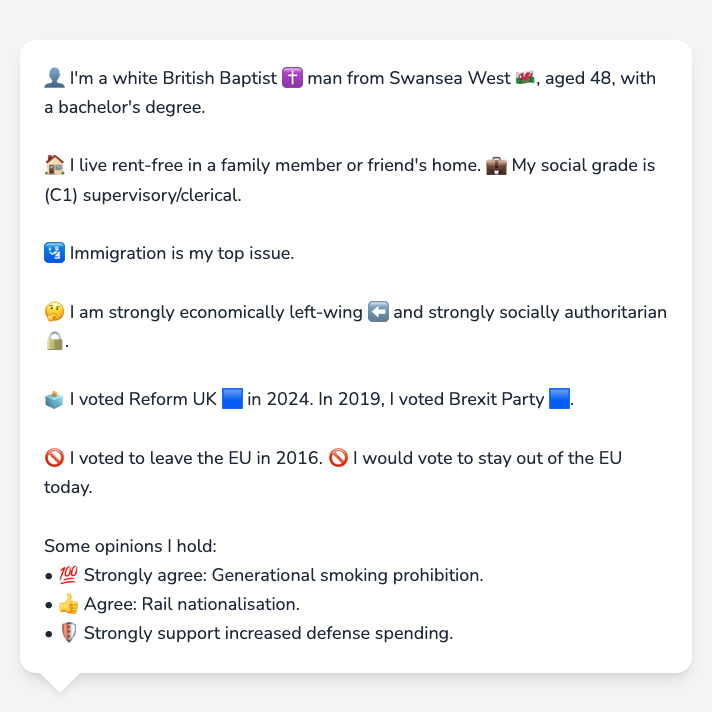 👤 I'm a white British Baptist ✝️ man from Swansea West 🏴󠁧󠁢󠁷󠁬󠁳󠁿, aged 48, with
a bachelor's degree.
🏠 I live rent-free in a family member or friend's home. 💼 My social grade is
(C1) supervisory/clerical.
🛂 Immigration is my top issue.
🤔 I am strongly economically left-wing ⬅️ and strongly socially authoritarian
🔒.
🗳️ I voted Reform UK 🟦 in 2024. In 2019, I voted Brexit Party 🟦.
🚫 I voted to leave the EU in 2016. 🚫 I would vote to stay out of the EU
today.
Some opinions I hold:
• 💯 Strongly agree: Generational smoking prohibition.
• 👍 Agree: Rail nationalisation.
• 🛡️ Strongly support increased defense spending.